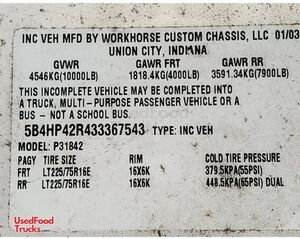 INC VEH MFD BY WORKHORSE CUSTOM CHASSIS, LLC 01/03
UNION CITY, INDIANA
GVWR GAWR FRT GAWR RR
4546KG(10000LB) 1818.4KG(4000LB) 3591.34KG(7900LB)
THIS INCOMPLETE VEHICLE MAY BE COMPLETED INTO
A TRUCK, MULTI-PURPOSE PASSENGER VEHICLE OR A
BUS - NOT A SCHOOL BUS.
5B4HP42R433367543 TYPE: INC VEH
MODEL: P31842
PAGY TIRE SIZE RIM COLD TIRE PRESSURE
FRT LT225/75R16E 16X6K 379.5KPA(55PSI)
RR LT225/75R16E 16X6K 448.5KPA(65PSI) DUAL
UsedFood
Trucks.com